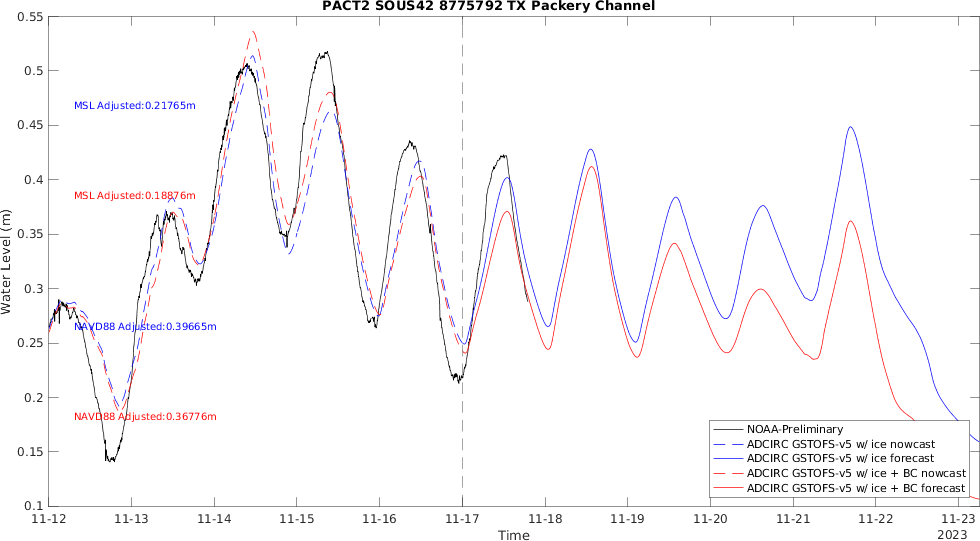 PACT2 SOUS42 8775792 TX Packery Channel
0.55
0.5
0.45
0.4
0.35
0.3
0.25
0.2
0.15
0.1
Water Level (m)
MSL Adjusted:0.21765m
MSL Adjusted:0.18876m
NAVD88 Adjusted:0.39665m
NAVD88 Adjusted:0.36776m
NOAA-Preliminary
ADCIRC GSTOFS-v5 w/ ice nowcast
ADCIRC GSTOFS-v5 w/ ice forecast
ADCIRC GSTOFS-v5 w/ ice + BC nowcast
ADCIRC GSTOFS-v5 w/ ice + BC forecast
11-12 11-13 11-14 11-15 11-16 11-17 11-18 11-19 11-20 11-21 11-22 11-23
Time
2023